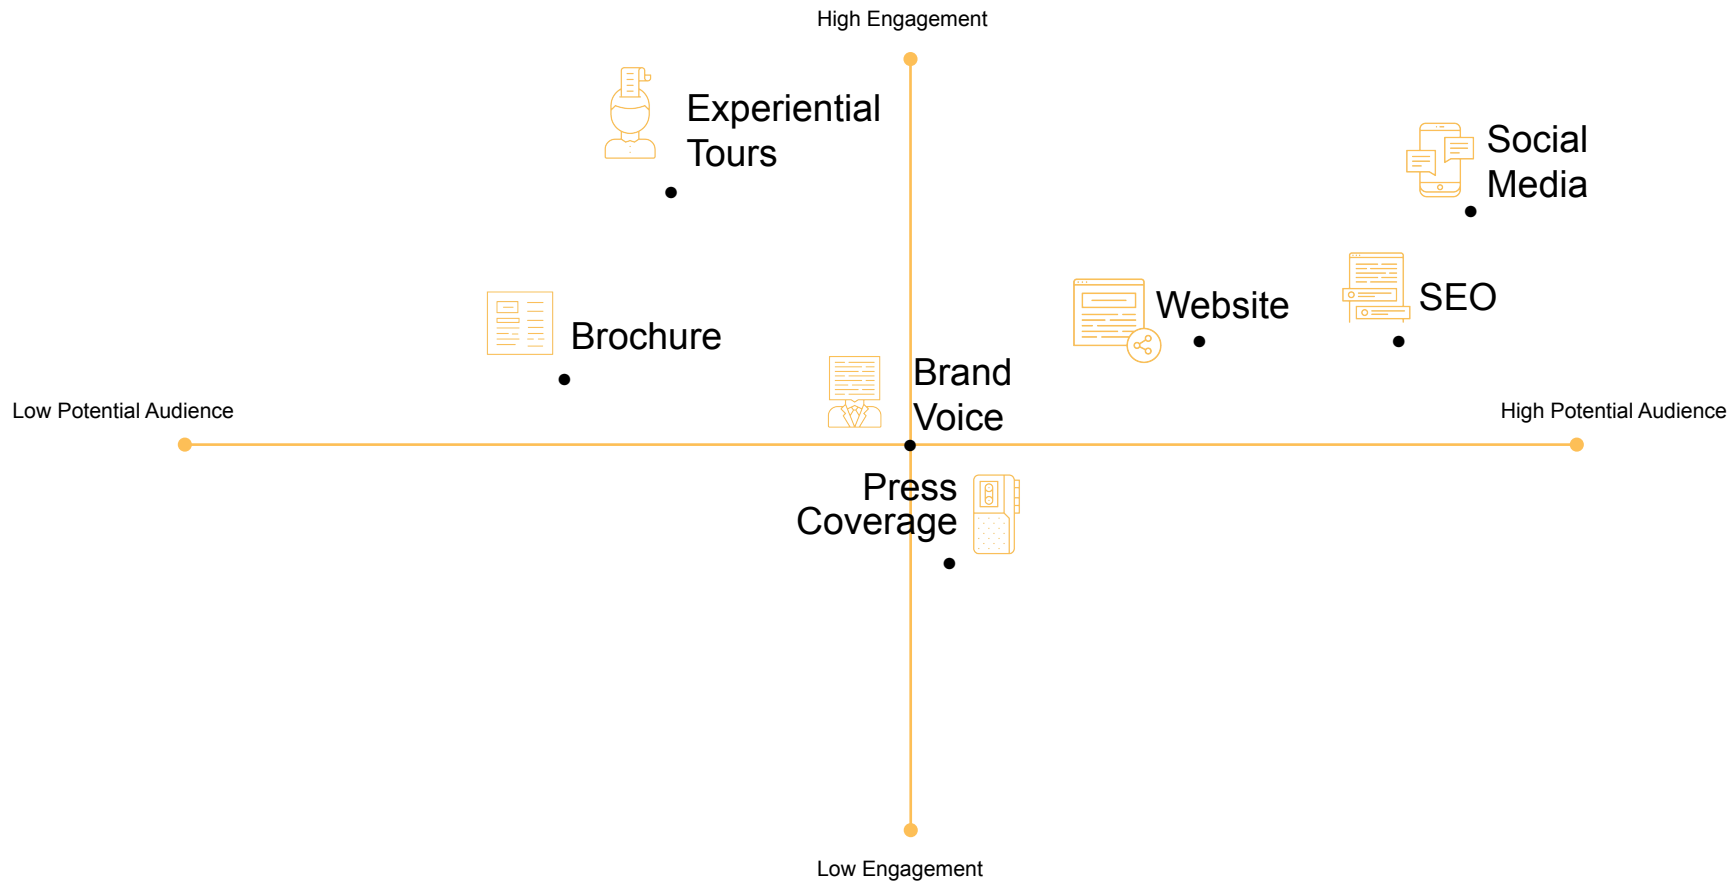 High Engagement
Experiential
Tours
Social
Media
Website
SEO
Brochure
Brand
Voice
Low Potential Audience
High Potential Audience
Press
Coverage
Low Engagement